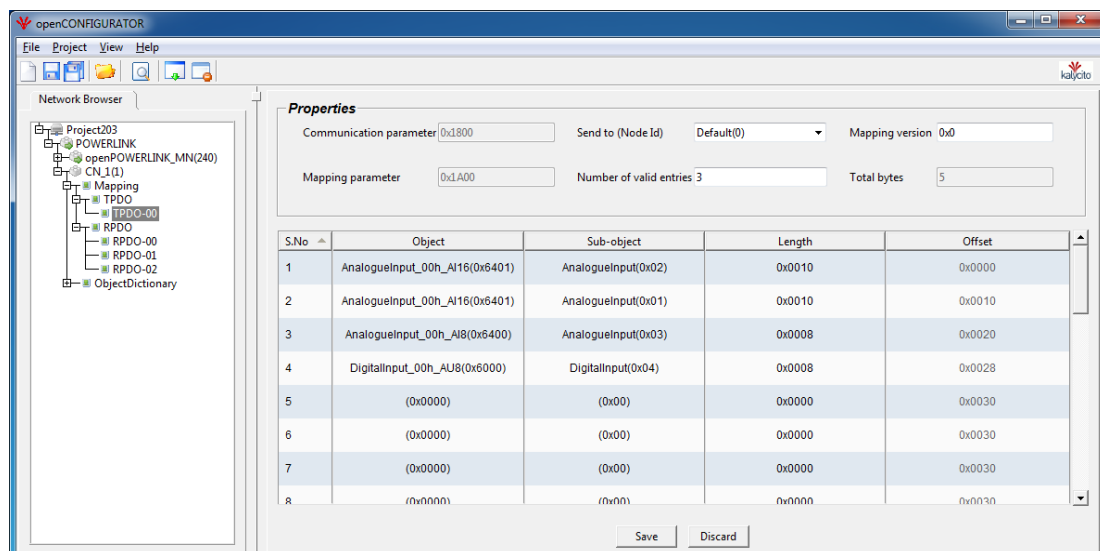 openCONFIGURATOR
File Project View Help
kalycito
Network Browser
Project203
POWERLINK
openPOWERLINK_MN(240)
CN_1(1)
Mapping
TPDO
TPDO-00
RPDO
RPDO-00
RPDO-01
RPDO-02
ObjectDictionary
Properties
Communication parameter 0x1800 Send to (Node Id) Default(0) Mapping version 0x0
Mapping parameter 0x1A00 Number of valid entries 3 Total bytes 5
S.No Object Sub-object Length Offset
1 AnalogueInput_00h_AI16(0x6401) AnalogueInput(0x02) 0x0010 0x0000
2 AnalogueInput_00h_AI16(0x6401) AnalogueInput(0x01) 0x0010 0x0010
3 AnalogueInput_00h_AI8(0x6400) AnalogueInput(0x03) 0x0008 0x0020
4 DigitalInput_00h_AU8(0x6000) DigitalInput(0x04) 0x0008 0x0028
5 (0x0000) (0x00) 0x0000 0x0030
6 (0x0000) (0x00) 0x0000 0x0030
7 (0x0000) (0x00) 0x0000 0x0030
8 (0x0000) (0x00) 0x0000 0x0030
Save Discard